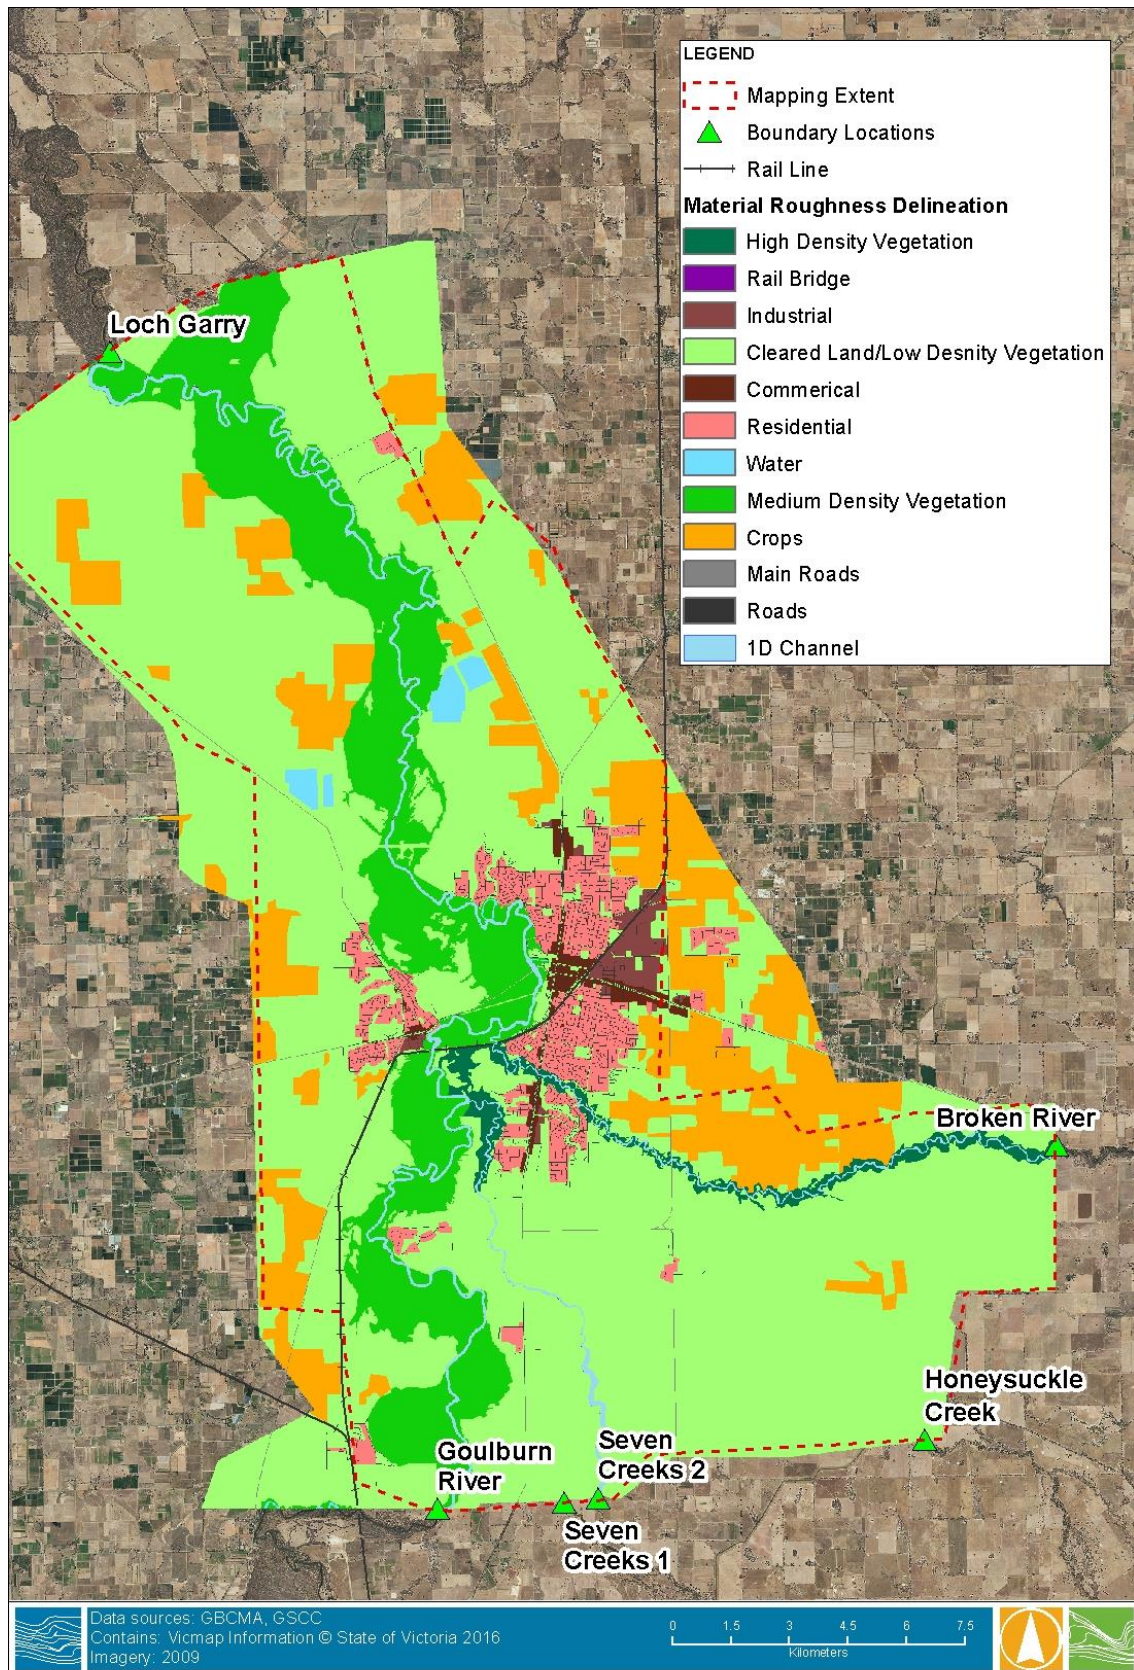 LEGEND
Mapping Extent
Boundary Locations
Rail Line
Material Roughness Delineation
High Density Vegetation
Rail Bridge
Industrial
Cleared Land/Low Desnity Vegetation
Commerical
Residential
Water
Medium Density Vegetation
Crops
Main Roads
Roads
1D Channel
Loch Garry
Broken River
Honeysuckle
Creek
Goulburn
River
Seven
Creeks 2
Seven
Creeks 1
Data sources: GBCMA, GSCC
Contains: Vicmap Information © State of Victoria 2016
Imagery: 2009
0 1.5 3 4.5 6 7.5
Kilometers